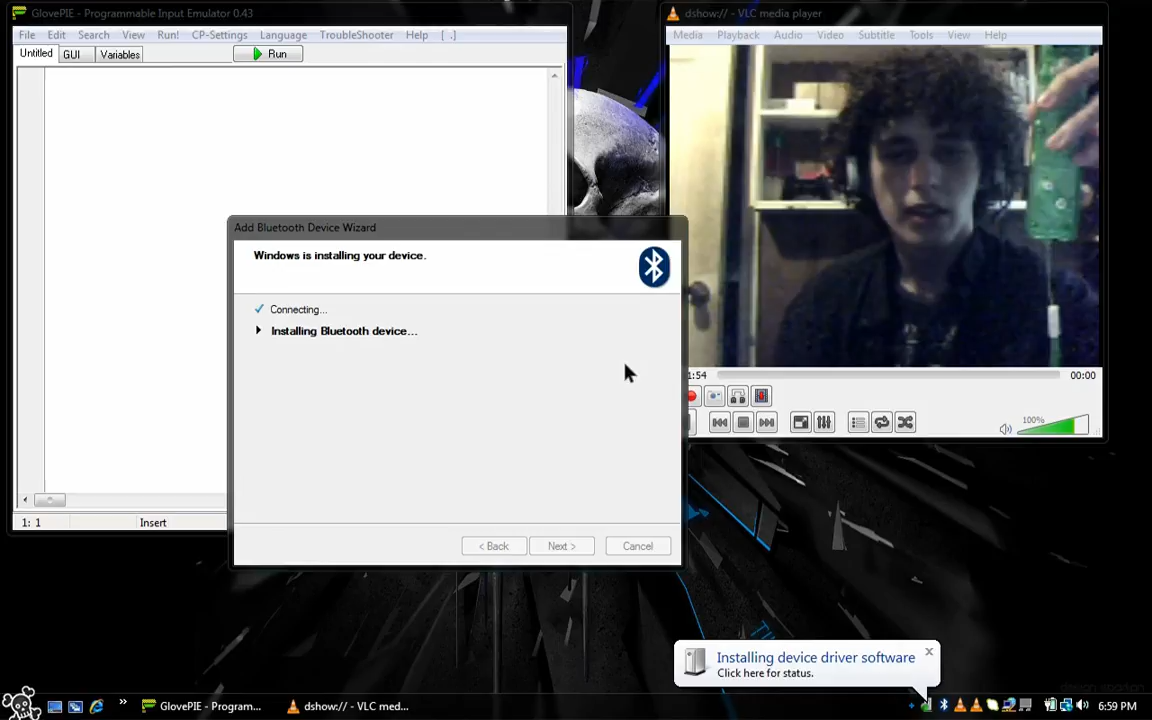 GlovePIE - Programmable Input Emulator 0.43
File Edit Search View Run! CP-Settings Language TroubleShooter Help [ .]
Untitled GUI Variables Run
1: 1 Insert
dshow:// - VLC media player
Media Playback Audio Video Subtitle Tools View Help
1:54 00:00
100%
Add Bluetooth Device Wizard
Windows is installing your device.
Connecting...
Installing Bluetooth device...
< Back Next > Cancel
Installing device driver software
Click here for status.
GlovePIE - Program... dshow:// - VLC med... 6:59 PM